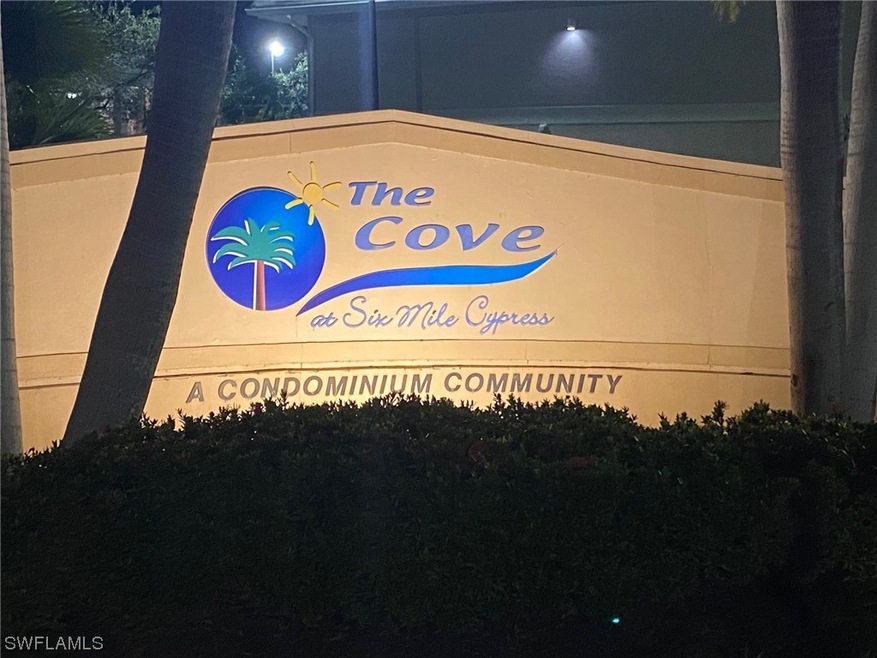 The
Cove
at Six Mile Cypress
A CONDOMINIUM COMMUNITY
SWFLAMLS